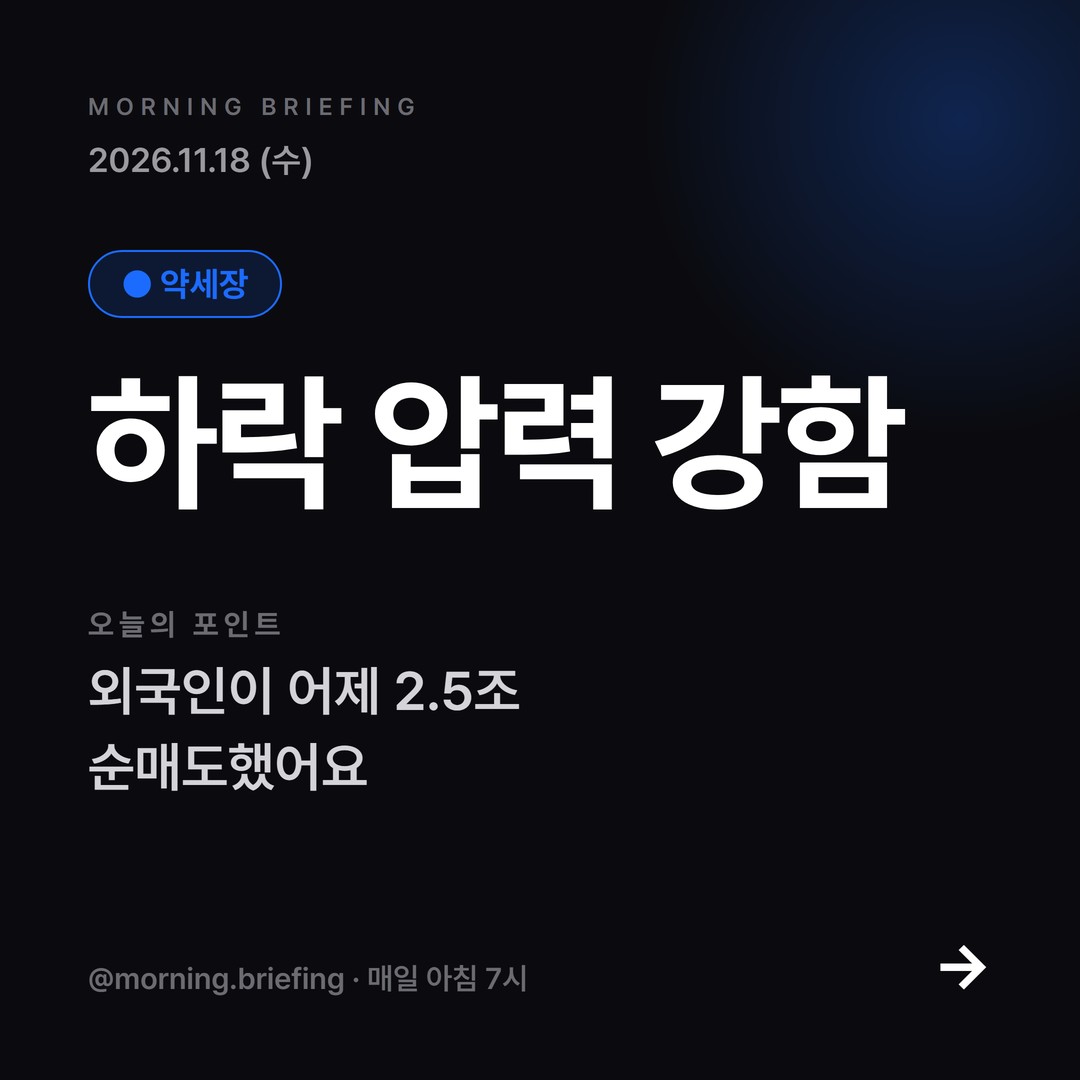 MORNING BRIEFING
2026.11.18 (수)
약세장
하락 압력 강함
오늘의 포인트
외국인이 어제 2.5조
순매도했어요
@morning.briefing · 매일 아침 7시